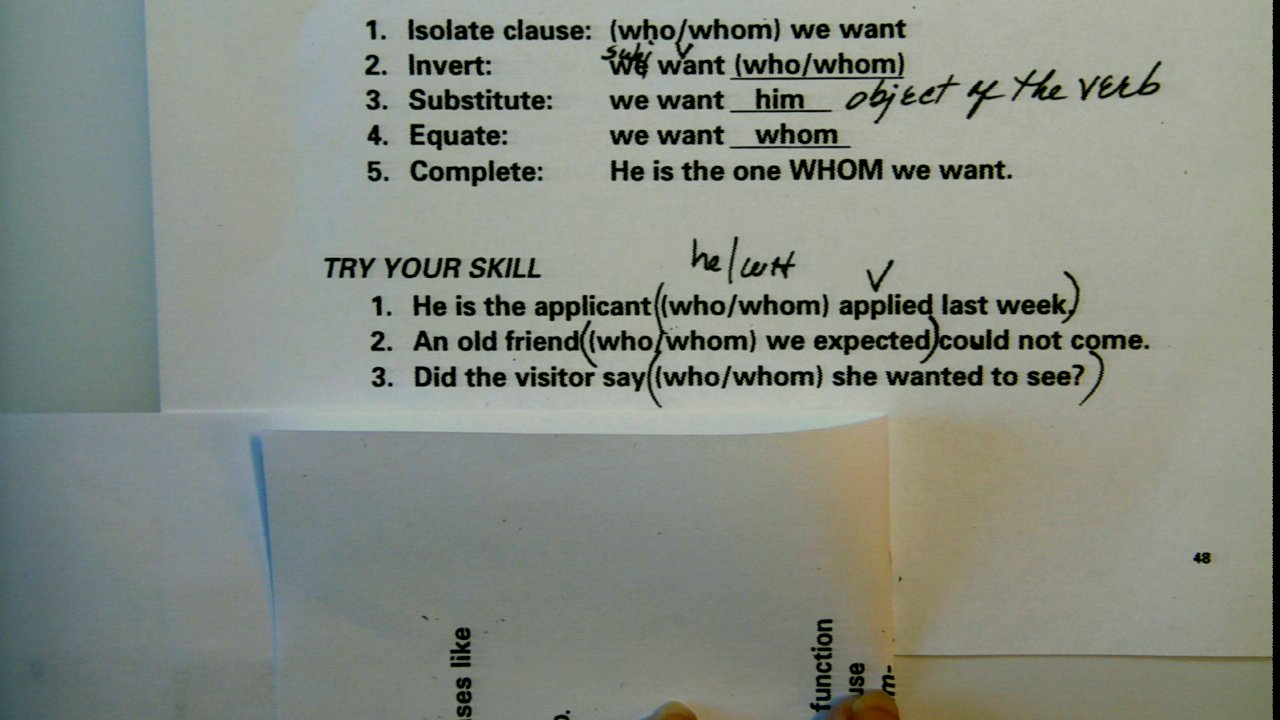 1. Isolate clause: (who/whom) we want
subj
2. Invert: we want (who/whom)
3. Substitute: we want him object of the verb
4. Equate: we want whom
5. Complete: He is the one WHOM we want.
he/
TRY YOUR SKILL
1. He is the applicant ((who/whom) applied last week.)
2. An old friend ((who/whom) we expected) could not come.
3. Did the visitor say ((who/whom) she wanted to see?)
48
ses like
function
use
m-